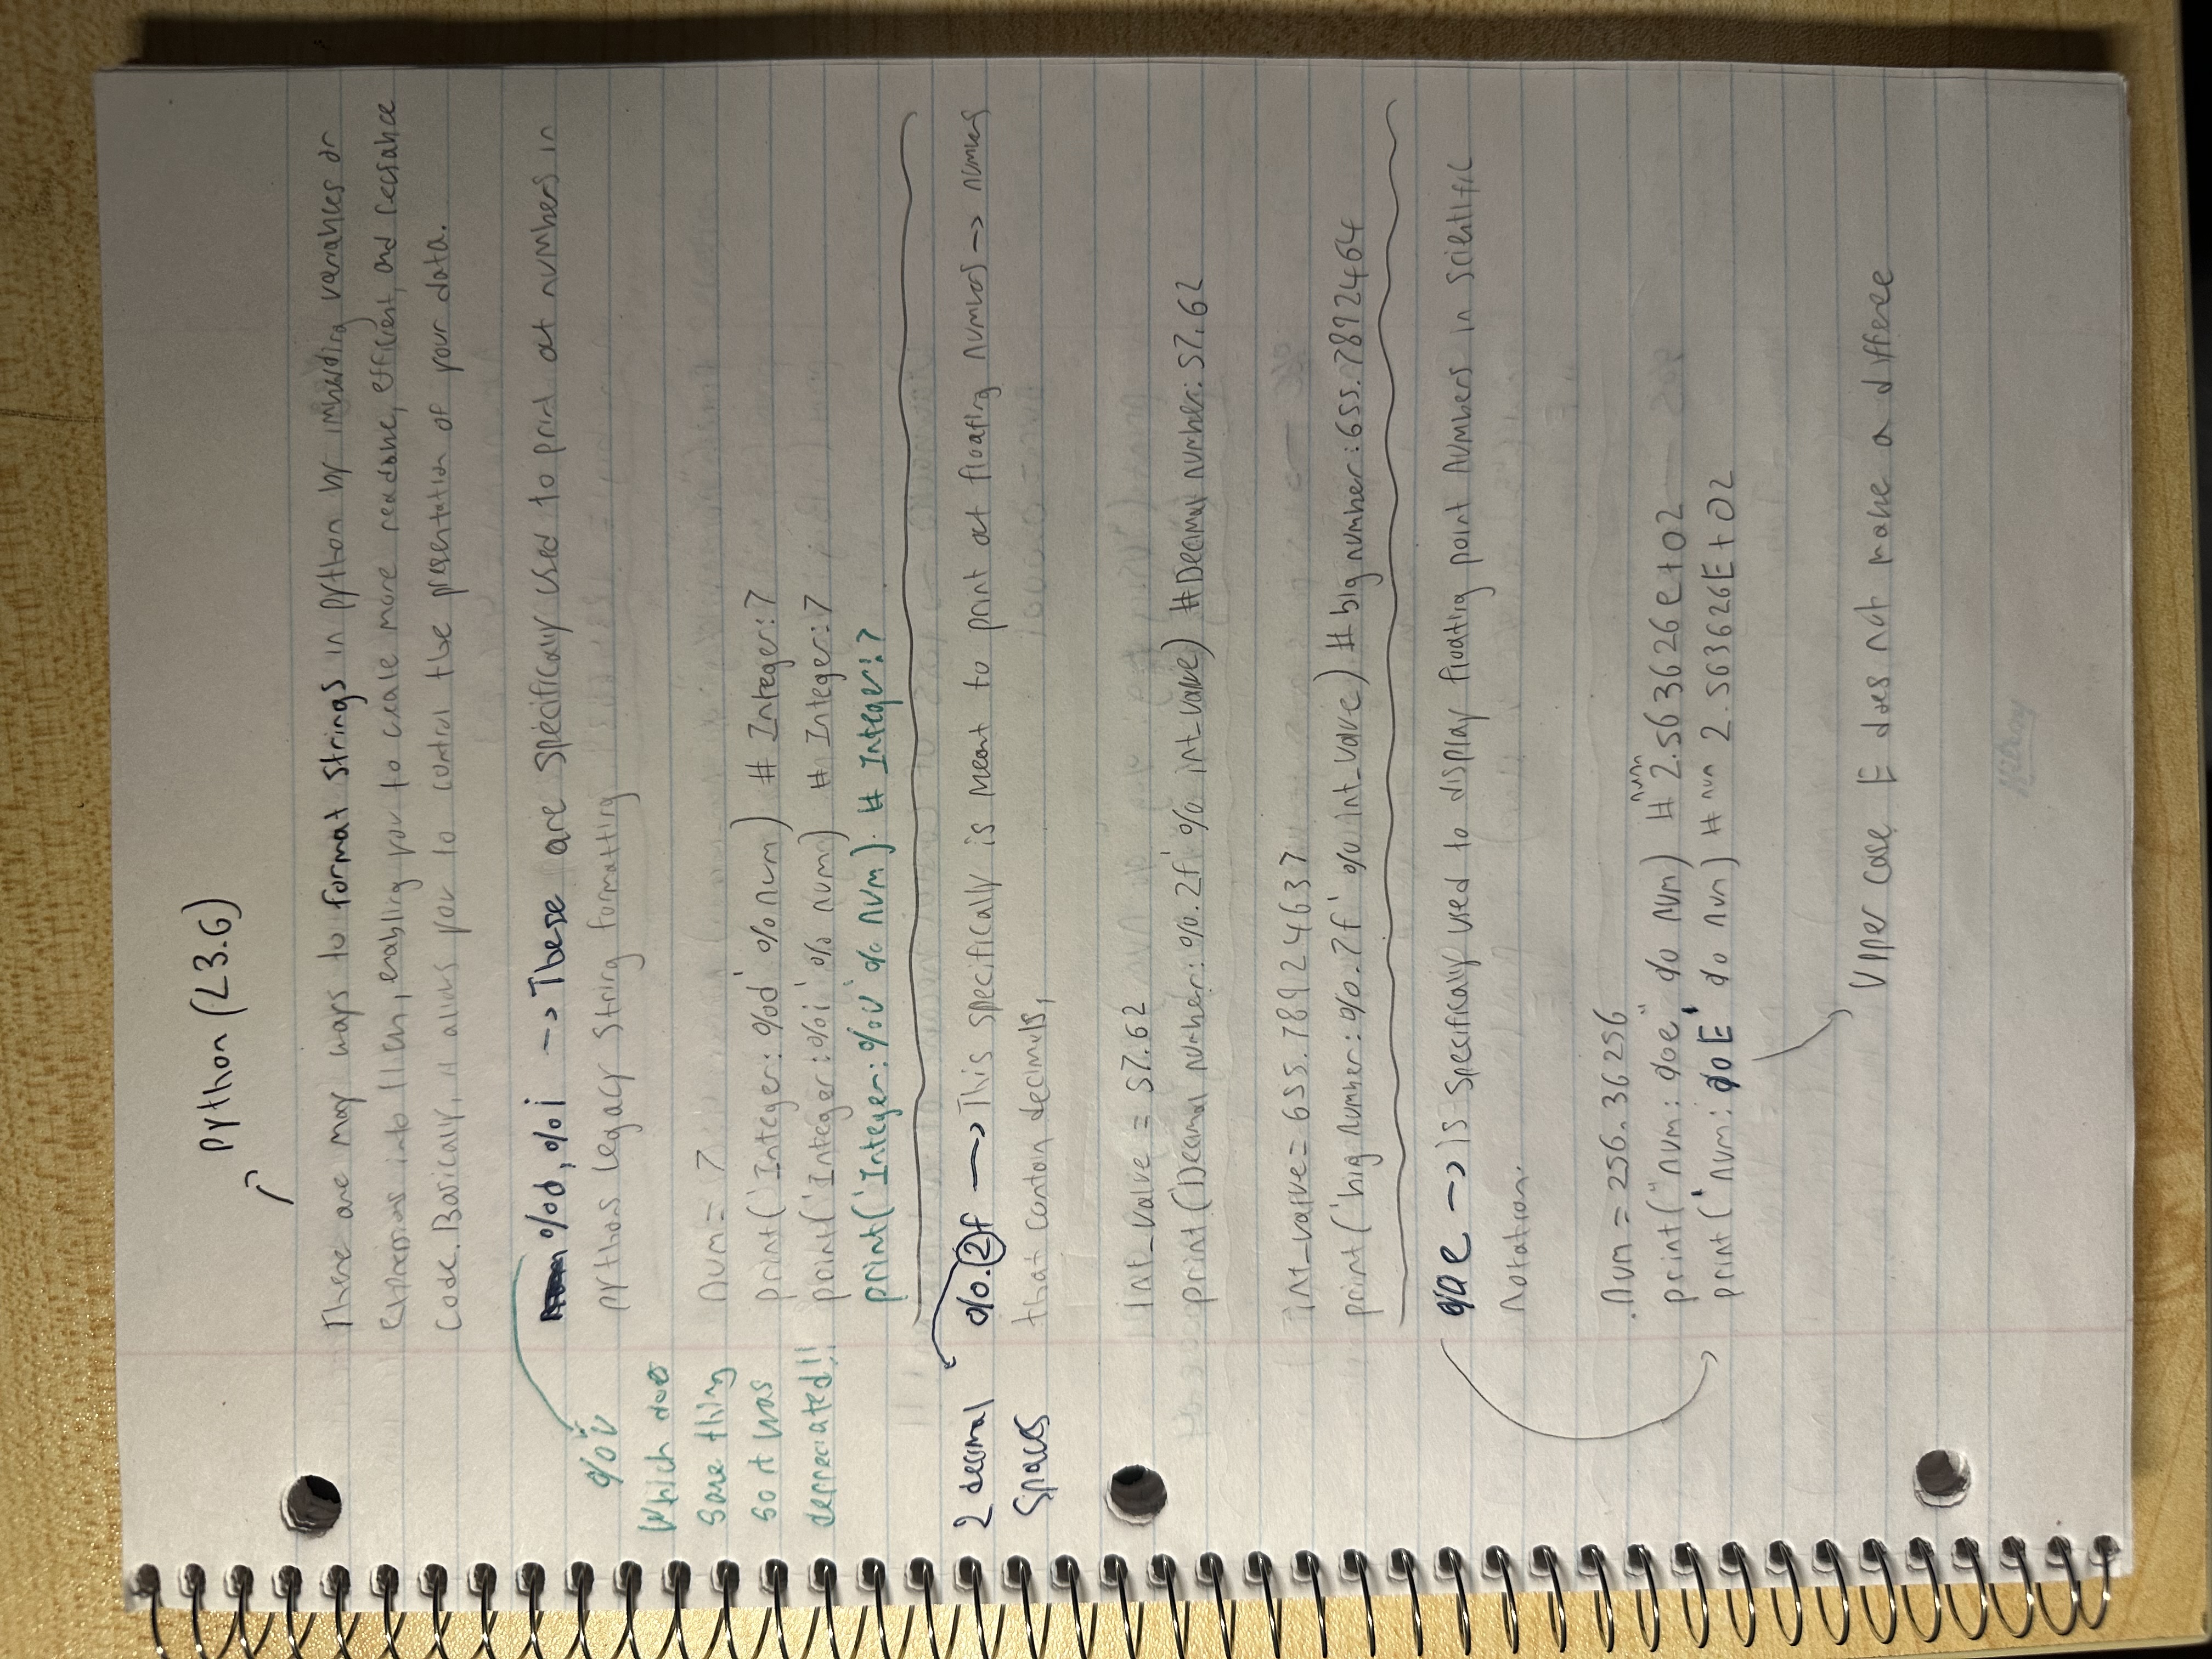 Python (L3.6)
There are may ways to format strings in python by imbedding variables or
expressions into them, enabling you to create more readable, efficient, and
code. Basically, it allows you to control the presentation of your data.
%d, %i -> These are specifically used to print out numbers in
pythons legacy string formatting
%u
Which does
same thing
so it was
depreciated!!
num = 7
print('Integer: %d' % num) # Integer: 7
print('Integer: %i' % num) # Integer: 7
print('Integer: %u' % num) # Integer: 7
2 decimal
spaces
%.2f -> This specifically is meant to print out floating numbers -> numbers
that contain decimals,
int_value = 57.62
print(Decimal number: %.2f' % int_value) #Decimal number: 57.62
int_value = 655.78924637
print('big number: %.7f' % int_value) # big number: 655.7892464
%e -> is specifically used to display floating point numbers in scientific
notation.
num = 256.36256
print("num: %e" % num) # num 2.563626e+02
print('num: %E' % num) # num 2.563626E+02
Upper case E does not make a differece
Hilroy